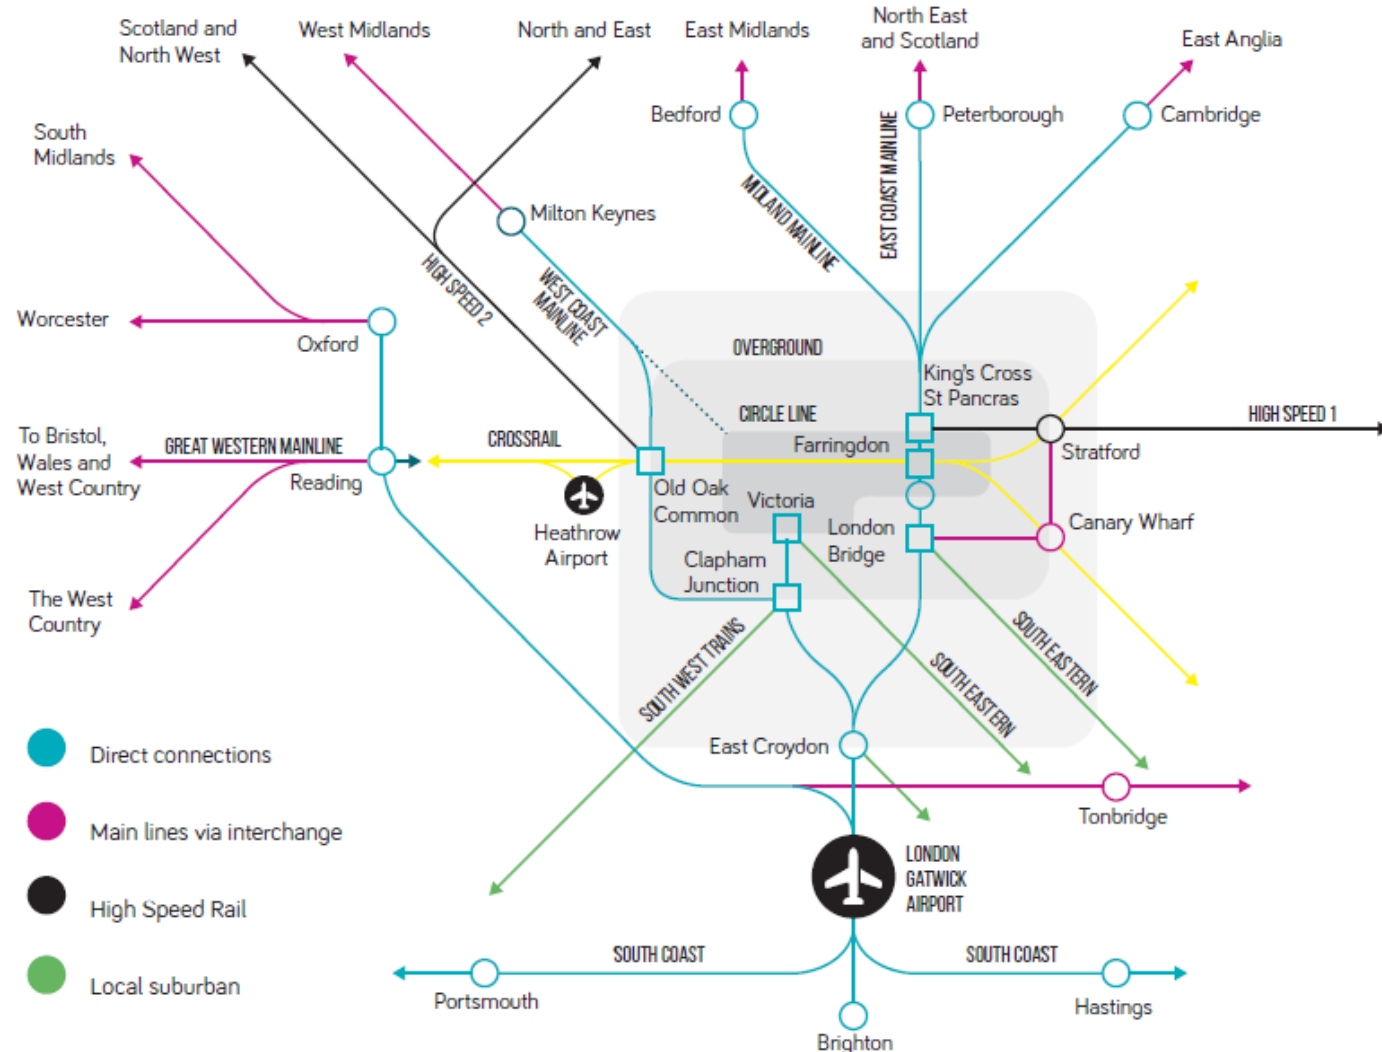 Scotland and
North West
West Midlands
North and East
East Midlands
North East
and Scotland
East Anglia
South
Midlands
Bedford
Peterborough
Cambridge
Milton Keynes
MIDLAND MAINLINE
EAST COAST MAINLINE
HIGH SPEED 2
WEST COAST
MAINLINE
Worcester
Oxford
OVERGROUND
King's Cross
St Pancras
CIRCLE LINE
HIGH SPEED 1
To Bristol,
Wales and
West Country
GREAT WESTERN MAINLINE
Reading
CROSSRAIL
Farringdon
Stratford
Old Oak
Common
Victoria
Heathrow
Airport
London
Bridge
Canary Wharf
Clapham
Junction
The West
Country
SOUTH WEST TRAINS
SOUTH EASTERN
SOUTH EASTERN
East Croydon
Tonbridge
Direct connections
Main lines via interchange
High Speed Rail
Local suburban
LONDON
GATWICK
AIRPORT
SOUTH COAST
SOUTH COAST
Portsmouth
Hastings
Brighton